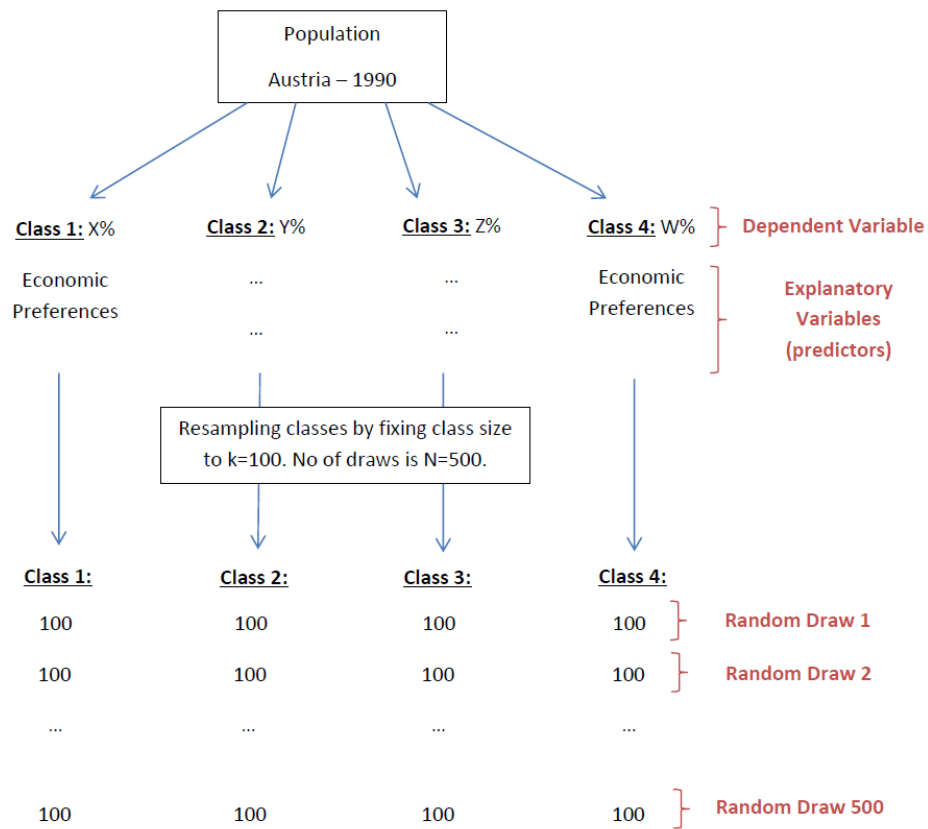 Population
Austria – 1990
Class 1: X%
Class 2: Y%
Class 3: Z%
Class 4: W%
Dependent Variable
Economic
Preferences
...
...
...
...
Economic
Preferences
Explanatory
Variables
(predictors)
Resampling classes by fixing class size
to k=100. No of draws is N=500.
Class 1:
Class 2:
Class 3:
Class 4:
100
100
100
100
Random Draw 1
100
100
100
100
Random Draw 2
...
...
...
...
100
100
100
100
Random Draw 500